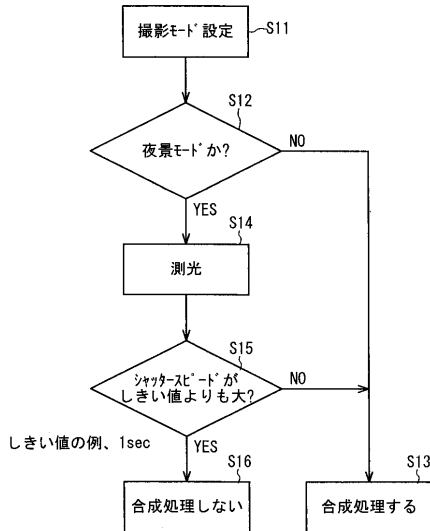 撮影ﾓｰﾄﾞ設定
S11
S12
夜景ﾓｰﾄﾞか?
NO
YES
S14
測光
S15
ｼｬｯﾀｰｽﾋﾟｰﾄﾞが
しきい値よりも大?
NO
しきい値の例、1sec
YES
S16
合成処理しない
S13
合成処理する